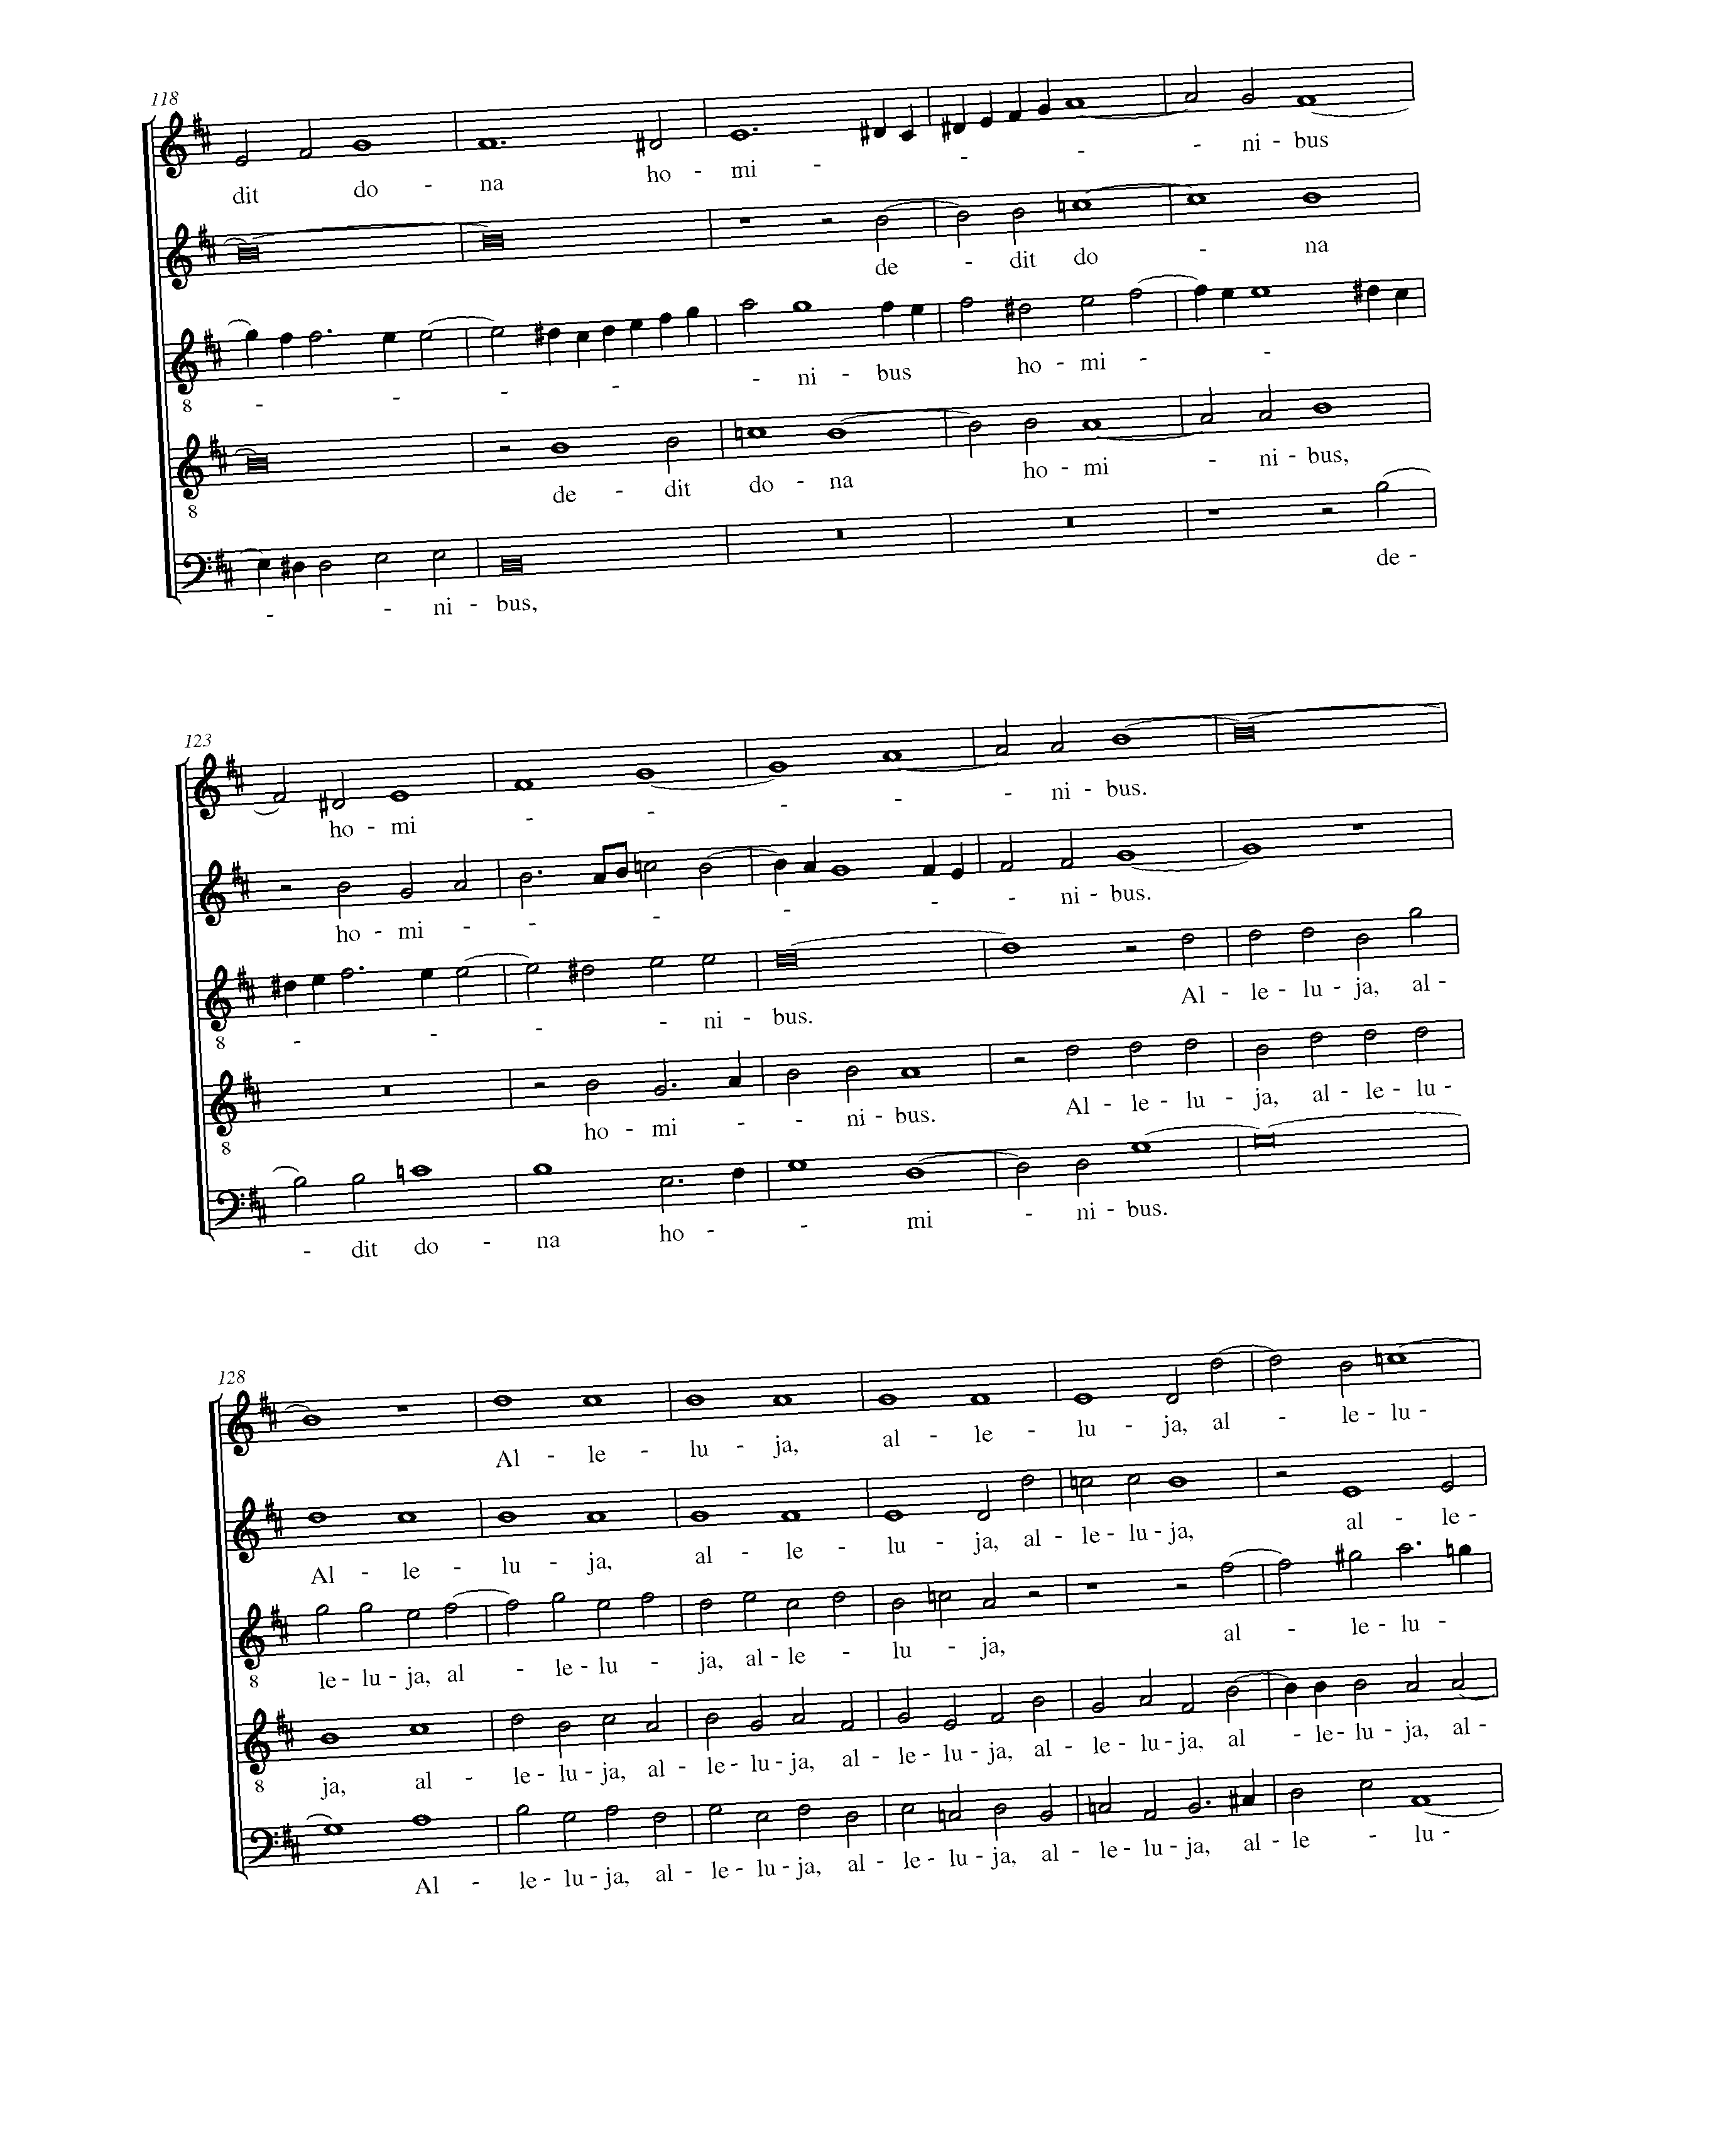 118
dit do - na ho - mi - - - - ni - bus
de - dit do - na
- - - - - ni - bus ho - mi - -
8
de - dit do - na ho - mi - ni - bus,
8
- - ni - bus, de -
123
ho - mi - - - - - ni - bus.
ho - mi - - - - - - ni - bus.
- - - - ni - bus. Al - le - lu - ja, al -
8
ho - mi - - ni - bus. Al - le - lu - ja, al - le - lu -
8
- dit do - na ho - - mi - ni - bus.
128
Al - le - lu - ja, al - le - lu - ja, al - le - lu -
Al - le - lu - ja, al - le - lu - ja, al - le - lu - ja, al - le -
le - lu - ja, al - le - lu - ja, al - le - lu - ja, al - le - lu -
8
ja, al - le - lu - ja, al - le - lu - ja, al - le - lu - ja, al - le - lu - ja, al - le - lu - ja, al -
8
Al - le - lu - ja, al - le - lu - ja, al - le - lu - ja, al - le - lu - ja, al - le - lu -